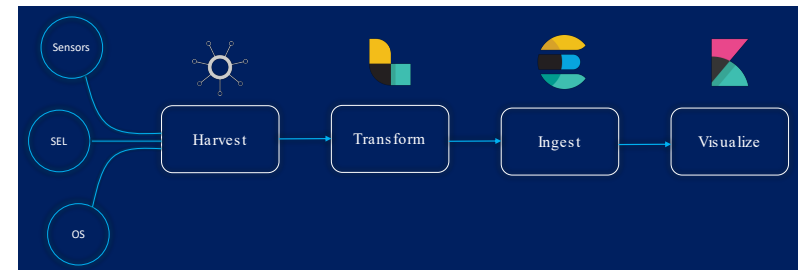 Sensors
SEL
OS
Harvest
Transform
Ingest
Visualize